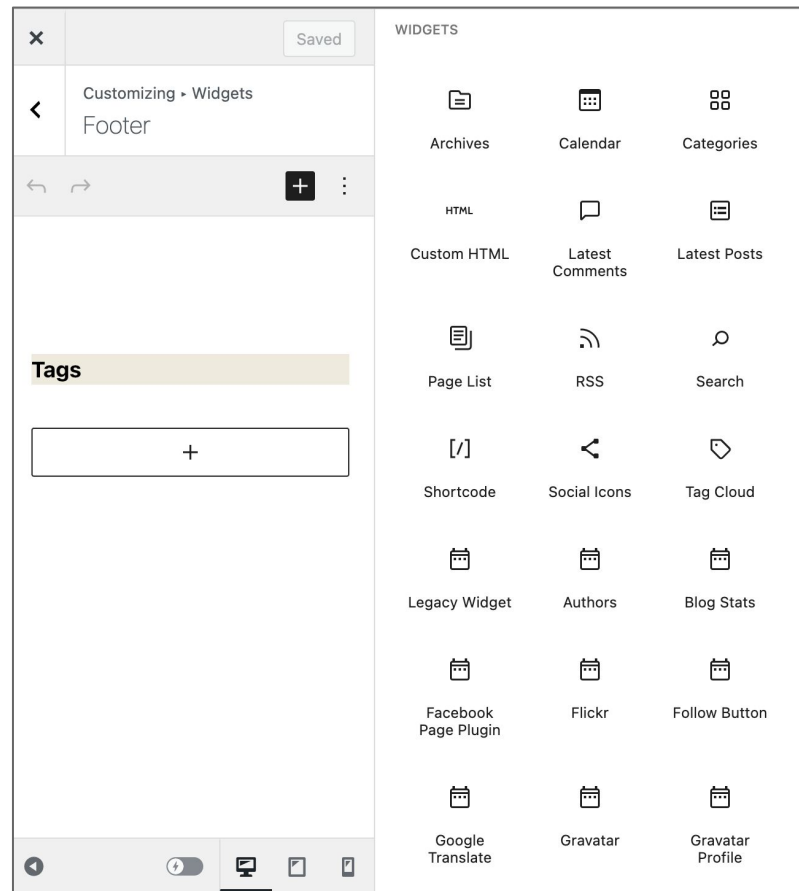 Saved
Customizing ▸ Widgets
Footer
Tags
WIDGETS
Archives
Calendar
Categories
HTML
Custom HTML
Latest
Comments
Latest Posts
Page List
RSS
Search
[/]
Shortcode
Social Icons
Tag Cloud
Legacy Widget
Authors
Blog Stats
Facebook
Page Plugin
Flickr
Follow Button
Google
Translate
Gravatar
Gravatar
Profile